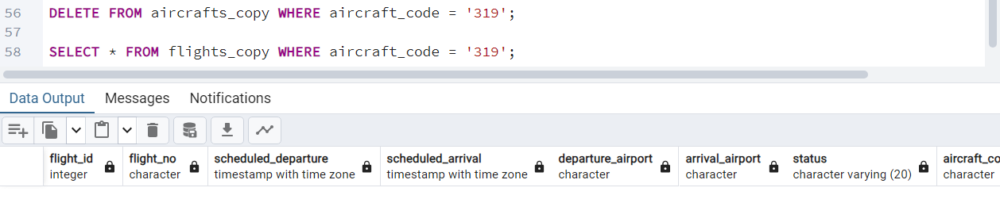 56 DELETE FROM aircrafts_copy WHERE aircraft_code = '319';
57
58 SELECT * FROM flights_copy WHERE aircraft_code = '319';
Data Output Messages Notifications
flight_id flight_no scheduled_departure scheduled_arrival departure_airport arrival_airport status aircraft_co
integer character timestamp with time zone timestamp with time zone character character character varying (20) character